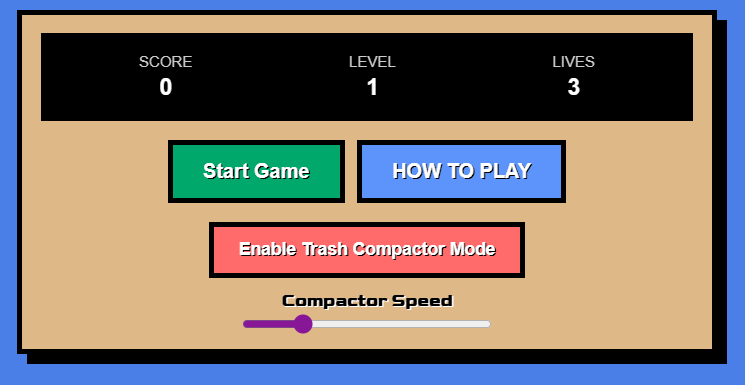 SCORE LEVEL LIVES
0 1 3
Start Game HOW TO PLAY
Enable Trash Compactor Mode
Compactor Speed